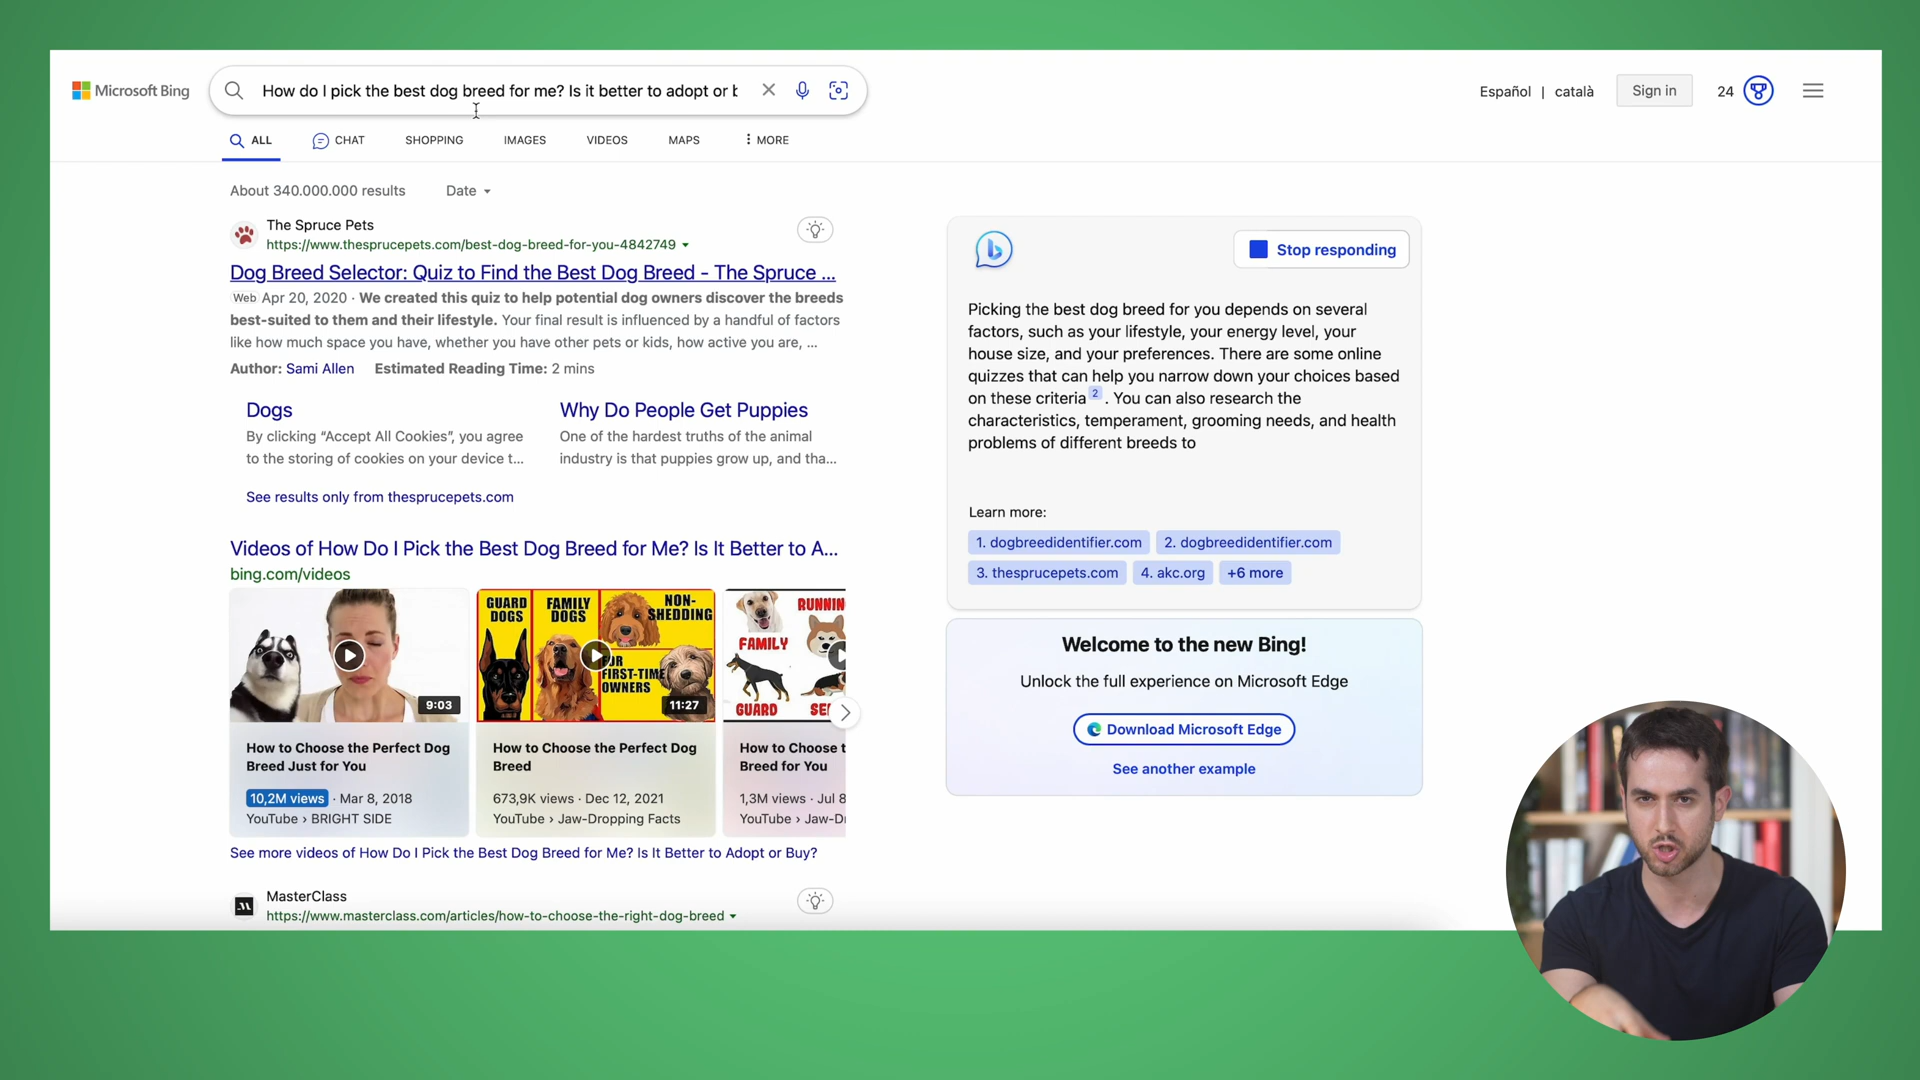 Microsoft Bing
How do I pick the best dog breed for me? Is it better to adopt or b
Español | català
Sign in
24
ALL
CHAT
SHOPPING
IMAGES
VIDEOS
MAPS
MORE
About 340.000.000 results
Date
The Spruce Pets
https://www.thesprucepets.com/best-dog-breed-for-you-4842749
Dog Breed Selector: Quiz to Find the Best Dog Breed - The Spruce ...
Web Apr 20, 2020 · We created this quiz to help potential dog owners discover the breeds
best-suited to them and their lifestyle. Your final result is influenced by a handful of factors
like how much space you have, whether you have other pets or kids, how active you are, ...
Author: Sami Allen Estimated Reading Time: 2 mins
Dogs
By clicking “Accept All Cookies”, you agree
to the storing of cookies on your device t...
Why Do People Get Puppies
One of the hardest truths of the animal
industry is that puppies grow up, and tha...
See results only from thesprucepets.com
Videos of How Do I Pick the Best Dog Breed for Me? Is It Better to A...
bing.com/videos
9:03
How to Choose the Perfect Dog
Breed Just for You
10,2M views · Mar 8, 2018
YouTube › BRIGHT SIDE
GUARD
DOGS
FAMILY
DOGS
NON-
SHEDDING
FOR
FIRST-TIME
OWNERS
11:27
How to Choose the Perfect Dog
Breed
673,9K views · Dec 12, 2021
YouTube › Jaw-Dropping Facts
RUNNIN
FAMILY
GUARD
SE
How to Choose t
Breed for You
1,3M views · Jul 8
YouTube › Jaw-D
See more videos of How Do I Pick the Best Dog Breed for Me? Is It Better to Adopt or Buy?
MasterClass
https://www.masterclass.com/articles/how-to-choose-the-right-dog-breed
Stop responding
Picking the best dog breed for you depends on several
factors, such as your lifestyle, your energy level, your
house size, and your preferences. There are some online
quizzes that can help you narrow down your choices based
on these criteria 2 . You can also research the
characteristics, temperament, grooming needs, and health
problems of different breeds to
Learn more:
1. dogbreedidentifier.com
2. dogbreedidentifier.com
3. thesprucepets.com
4. akc.org
+6 more
Welcome to the new Bing!
Unlock the full experience on Microsoft Edge
Download Microsoft Edge
See another example